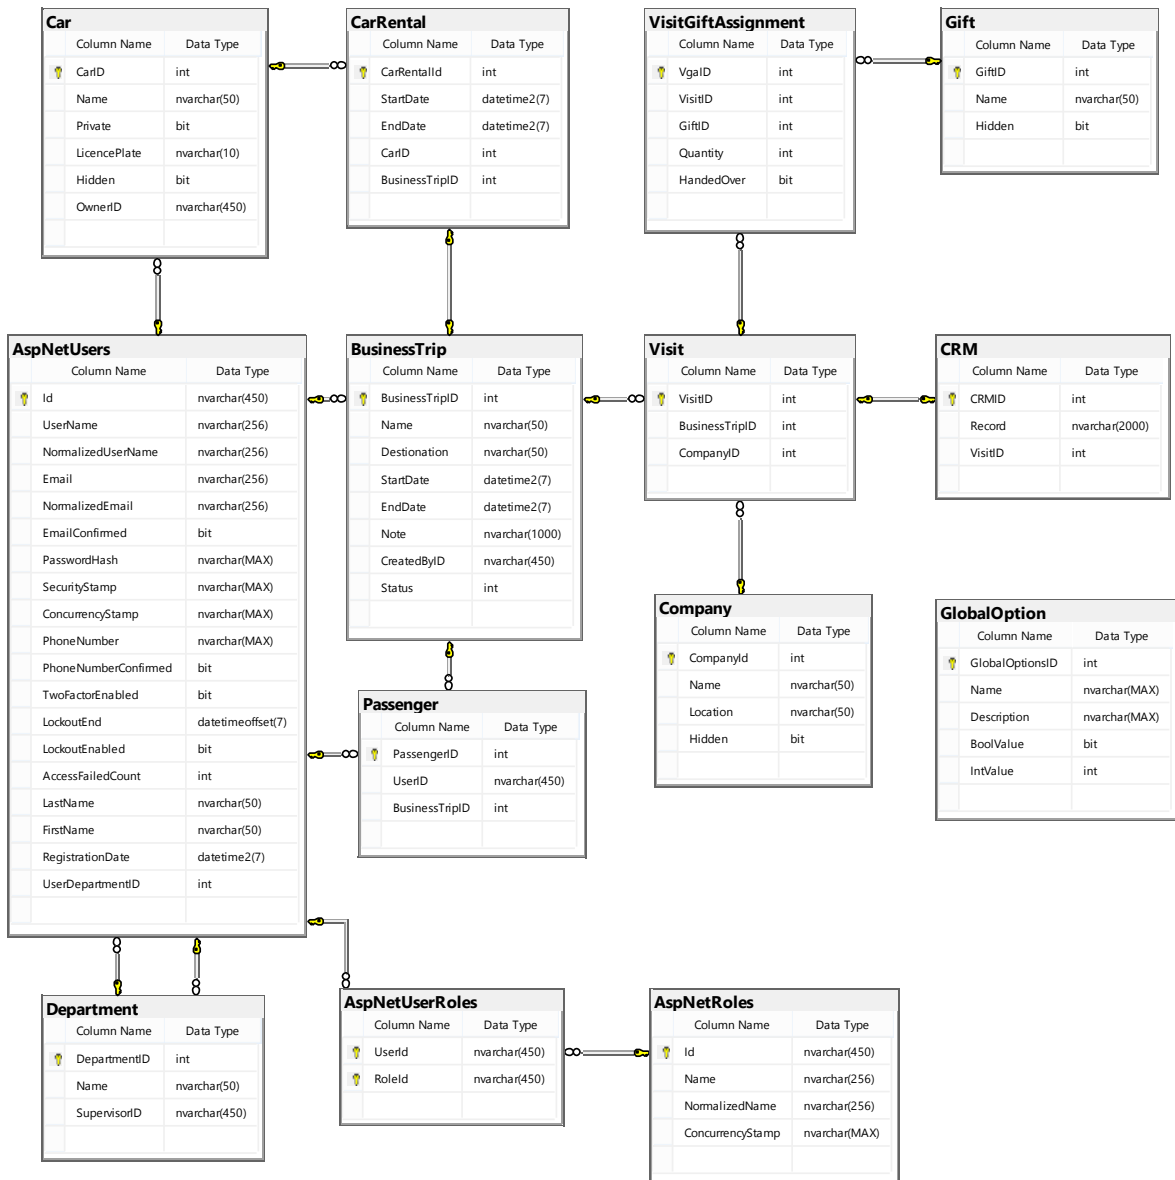 Car
Column Name Data Type
CarID int
Name nvarchar(50)
Private bit
LicencePlate nvarchar(10)
Hidden bit
OwnerID nvarchar(450)
CarRental
Column Name Data Type
CarRentalId int
StartDate datetime2(7)
EndDate datetime2(7)
CarID int
BusinessTripID int
VisitGiftAssignment
Column Name Data Type
VgaID int
VisitID int
GiftID int
Quantity int
HandedOver bit
Gift
Column Name Data Type
GiftID int
Name nvarchar(50)
Hidden bit
AspNetUsers
Column Name Data Type
Id nvarchar(450)
UserName nvarchar(256)
NormalizedUserName nvarchar(256)
Email nvarchar(256)
NormalizedEmail nvarchar(256)
EmailConfirmed bit
PasswordHash nvarchar(MAX)
SecurityStamp nvarchar(MAX)
ConcurrencyStamp nvarchar(MAX)
PhoneNumber nvarchar(MAX)
PhoneNumberConfirmed bit
TwoFactorEnabled bit
LockoutEnd datetimeoffset(7)
LockoutEnabled bit
AccessFailedCount int
LastName nvarchar(50)
FirstName nvarchar(50)
RegistrationDate datetime2(7)
UserDepartmentID int
BusinessTrip
Column Name Data Type
BusinessTripID int
Name nvarchar(50)
Destionation nvarchar(50)
StartDate datetime2(7)
EndDate datetime2(7)
Note nvarchar(1000)
CreatedByID nvarchar(450)
Status int
Visit
Column Name Data Type
VisitID int
BusinessTripID int
CompanyID int
CRM
Column Name Data Type
CRMID int
Record nvarchar(2000)
VisitID int
Company
Column Name Data Type
CompanyId int
Name nvarchar(50)
Location nvarchar(50)
Hidden bit
GlobalOption
Column Name Data Type
GlobalOptionsID int
Name nvarchar(MAX)
Description nvarchar(MAX)
BoolValue bit
IntValue int
Passenger
Column Name Data Type
PassengerID int
UserID nvarchar(450)
BusinessTripID int
Department
Column Name Data Type
DepartmentID int
Name nvarchar(50)
SupervisorID nvarchar(450)
AspNetUserRoles
Column Name Data Type
UserId nvarchar(450)
RoleId nvarchar(450)
AspNetRoles
Column Name Data Type
Id nvarchar(450)
Name nvarchar(256)
NormalizedName nvarchar(256)
ConcurrencyStamp nvarchar(MAX)